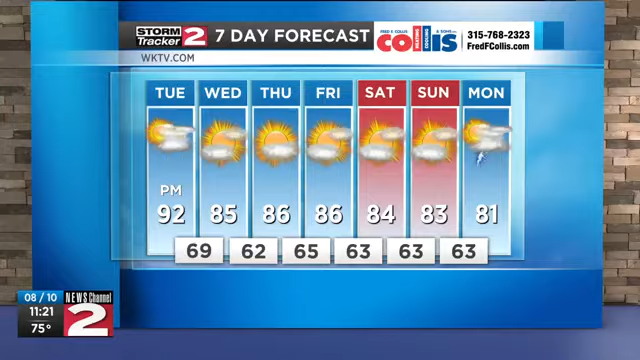 STORM
Tracker 2
7 DAY FORECAST
FRED F. COLLIS & SONS INC.
collis
HEATING
COOLING
315-768-2323
FredFCollis.com
WKTV.COM
TUE WED THU FRI SAT SUN MON
PM
92 85 86 86 84 83 81
69 62 65 63 63 63
08/10
11:21
75°
NEWS Channel
2